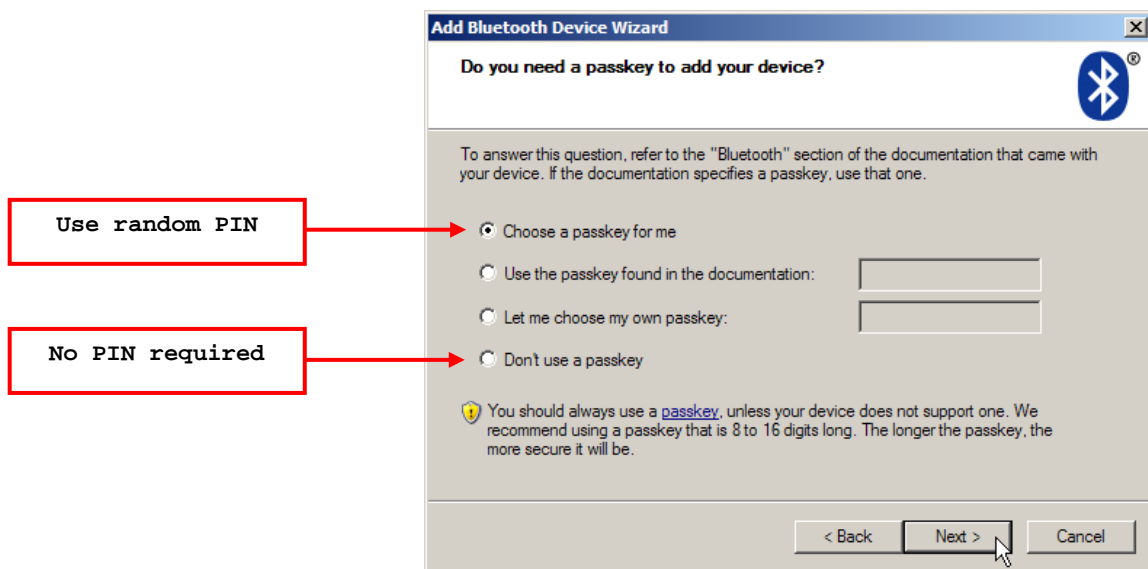 Add Bluetooth Device Wizard
Do you need a passkey to add your device?
®
To answer this question, refer to the "Bluetooth" section of the documentation that came with
your device. If the documentation specifies a passkey, use that one.
Use random PIN
Choose a passkey for me
Use the passkey found in the documentation:
Let me choose my own passkey:
No PIN required
Don't use a passkey
You should always use a passkey, unless your device does not support one. We
recommend using a passkey that is 8 to 16 digits long. The longer the passkey, the
more secure it will be.
< Back
Next >
Cancel